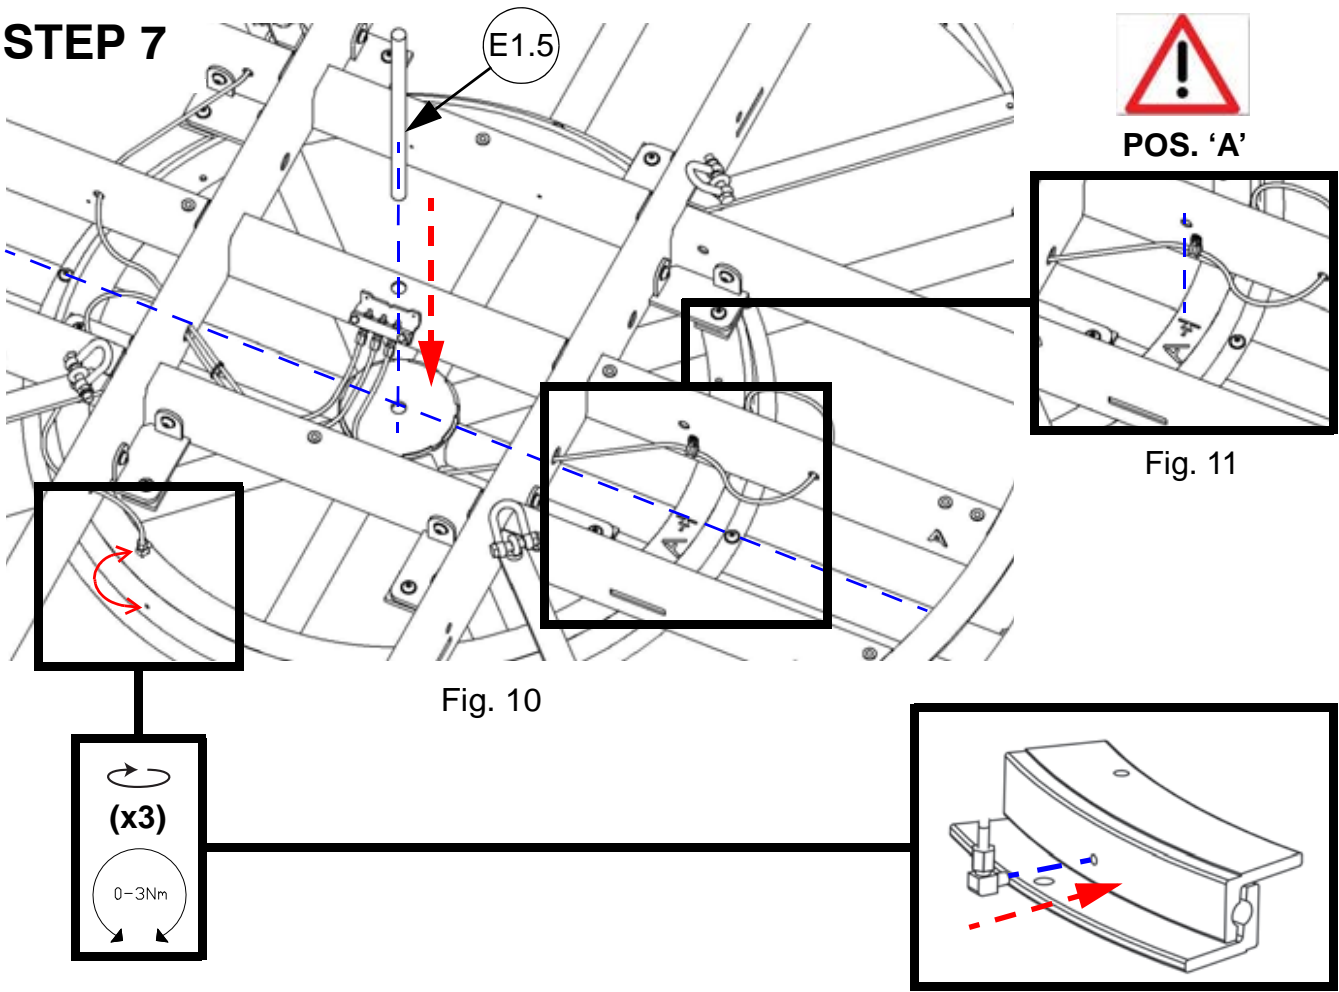 STEP 7
E1.5
POS. ‘A’
Fig. 11
A
A
A
Fig. 10
(x3)
0-3Nm